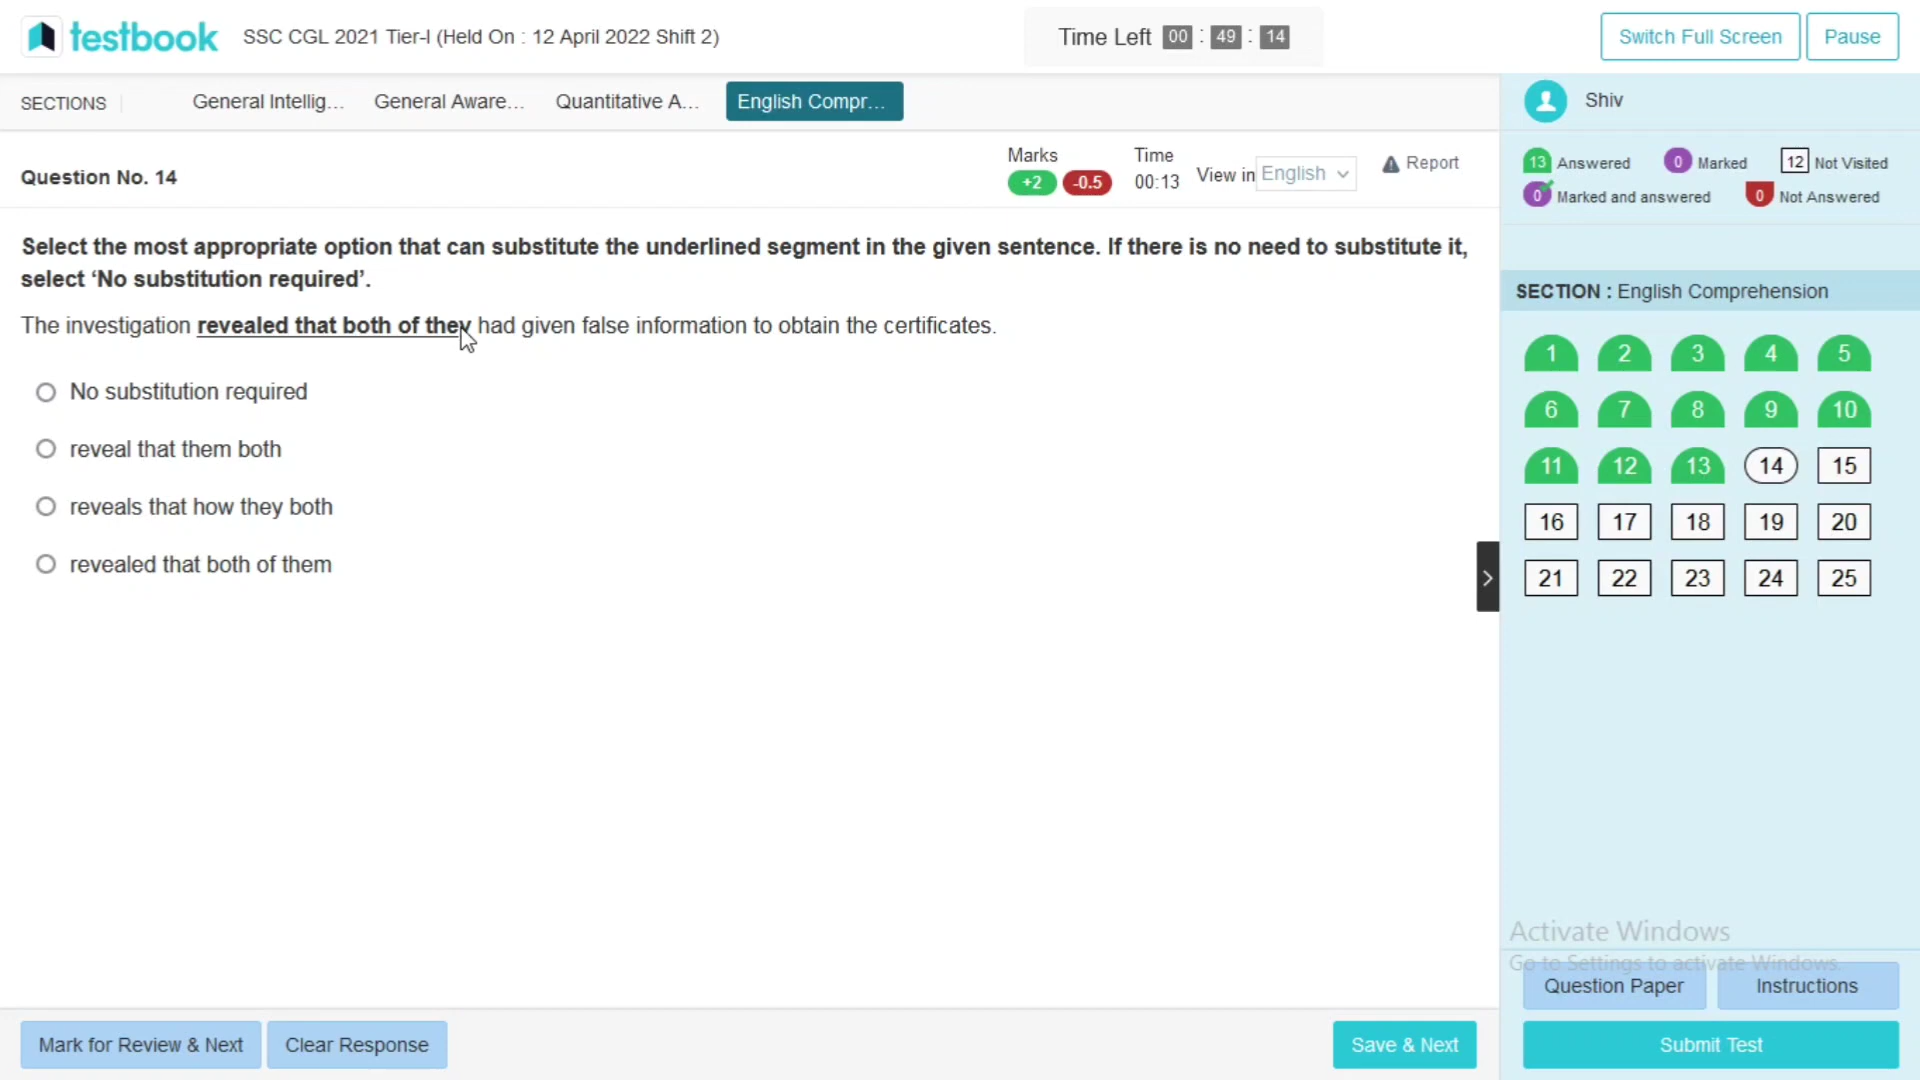 testbook SSC CGL 2021 Tier-I (Held On : 12 April 2022 Shift 2) Time Left 00 : 49 : 14 Switch Full Screen Pause
SECTIONS General Intellig... General Aware... Quantitative A... English Compr...
Shiv
Question No. 14
Marks
+2 -0.5
Time
00:13
View in English
Report
13 Answered 0 Marked 12 Not Visited
0 Marked and answered 0 Not Answered
Select the most appropriate option that can substitute the underlined segment in the given sentence. If there is no need to substitute it,
select ‘No substitution required’.
The investigation revealed that both of they had given false information to obtain the certificates.
No substitution required
reveal that them both
reveals that how they both
revealed that both of them
SECTION : English Comprehension
1 2 3 4 5
6 7 8 9 10
11 12 13 14 15
16 17 18 19 20
21 22 23 24 25
Activate Windows
Go to Settings to activate Windows.
Question Paper Instructions
Mark for Review & Next Clear Response Save & Next Submit Test